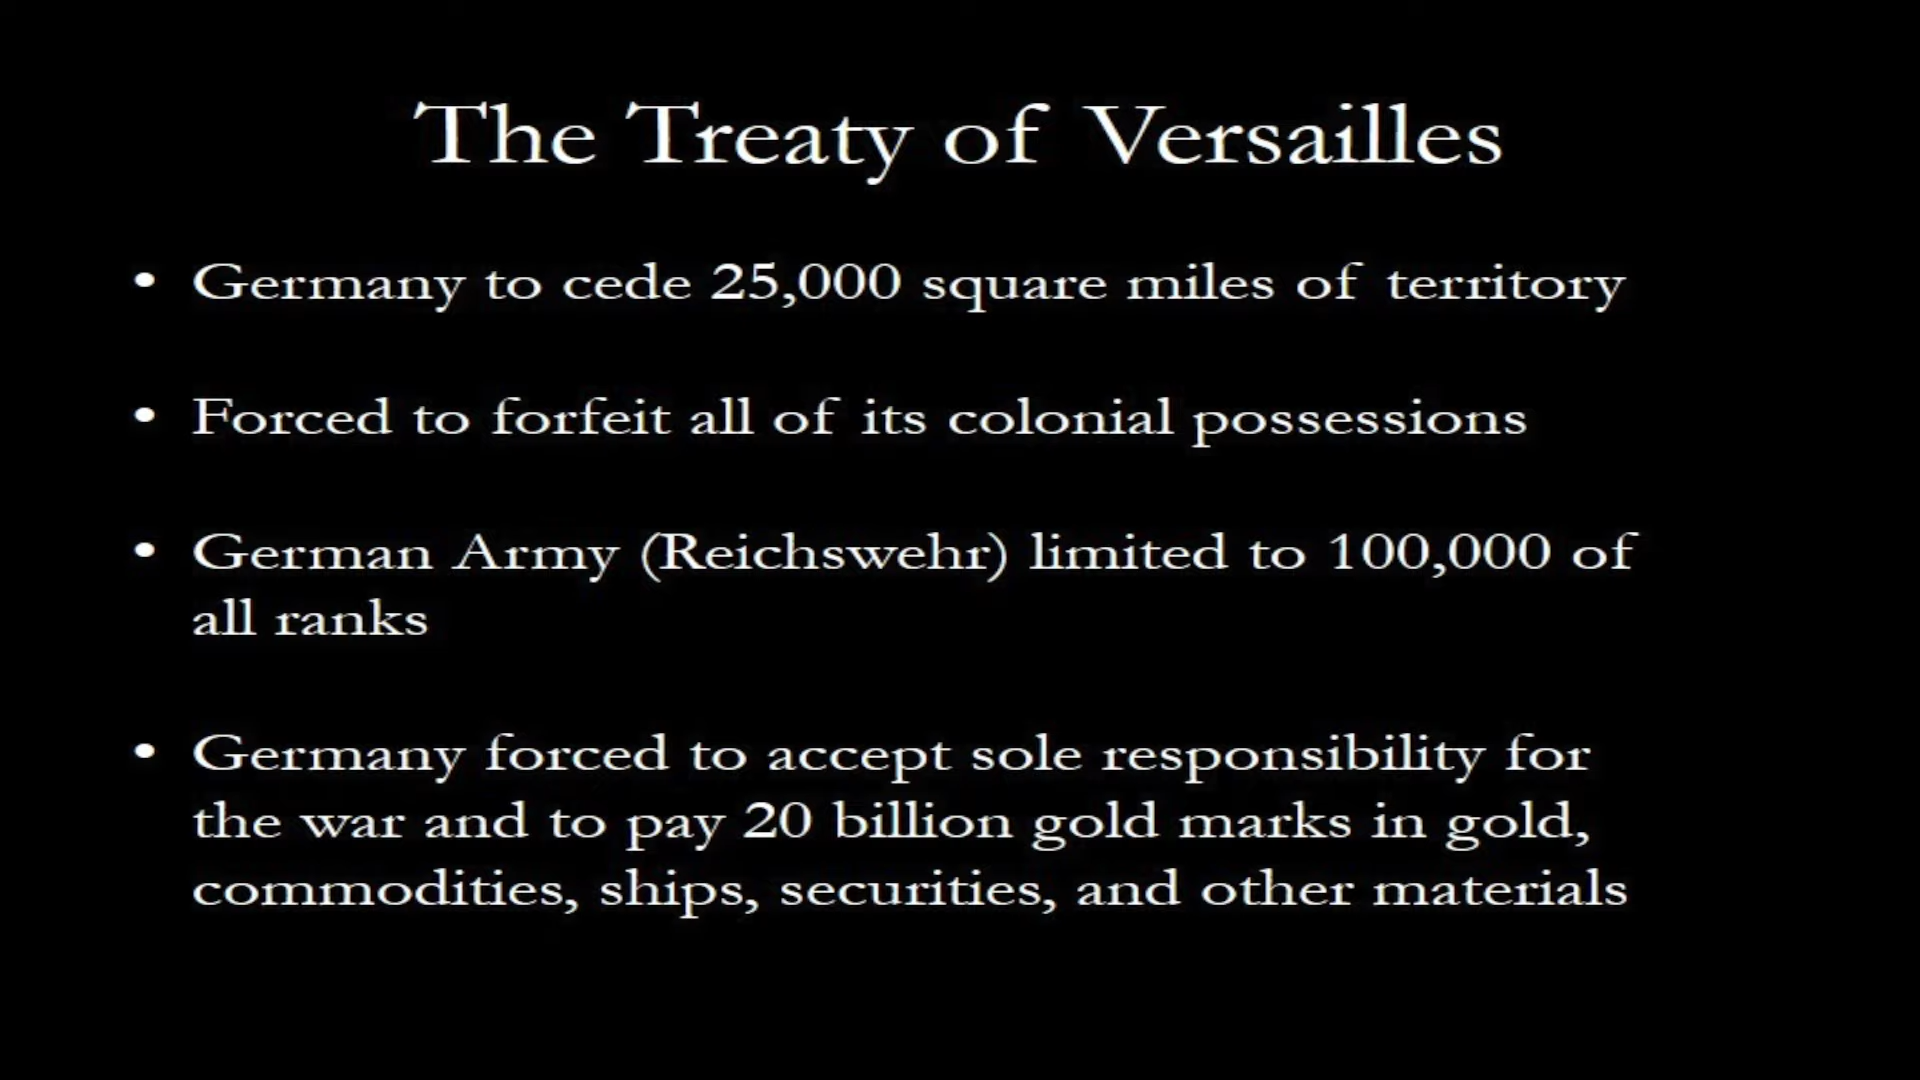 The Treaty of Versailles
• Germany to cede 25,000 square miles of territory
• Forced to forfeit all of its colonial possessions
• German Army (Reichswehr) limited to 100,000 of
all ranks
• Germany forced to accept sole responsibility for
the war and to pay 20 billion gold marks in gold,
commodities, ships, securities, and other materials